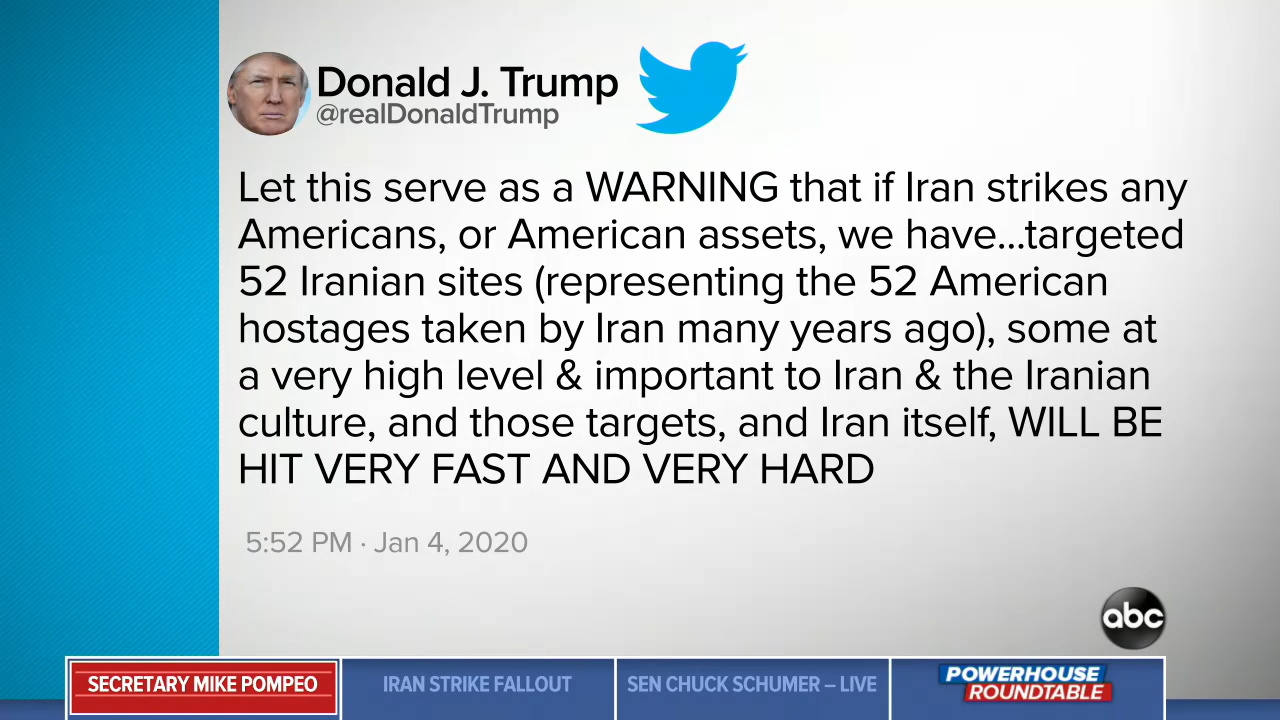 Donald J. Trump
@realDonaldTrump
Let this serve as a WARNING that if Iran strikes any
Americans, or American assets, we have...targeted
52 Iranian sites (representing the 52 American
hostages taken by Iran many years ago), some at
a very high level & important to Iran & the Iranian
culture, and those targets, and Iran itself, WILL BE
HIT VERY FAST AND VERY HARD
5:52 PM · Jan 4, 2020
abc
SECRETARY MIKE POMPEO
IRAN STRIKE FALLOUT
SEN CHUCK SCHUMER – LIVE
POWERHOUSE
ROUNDTABLE